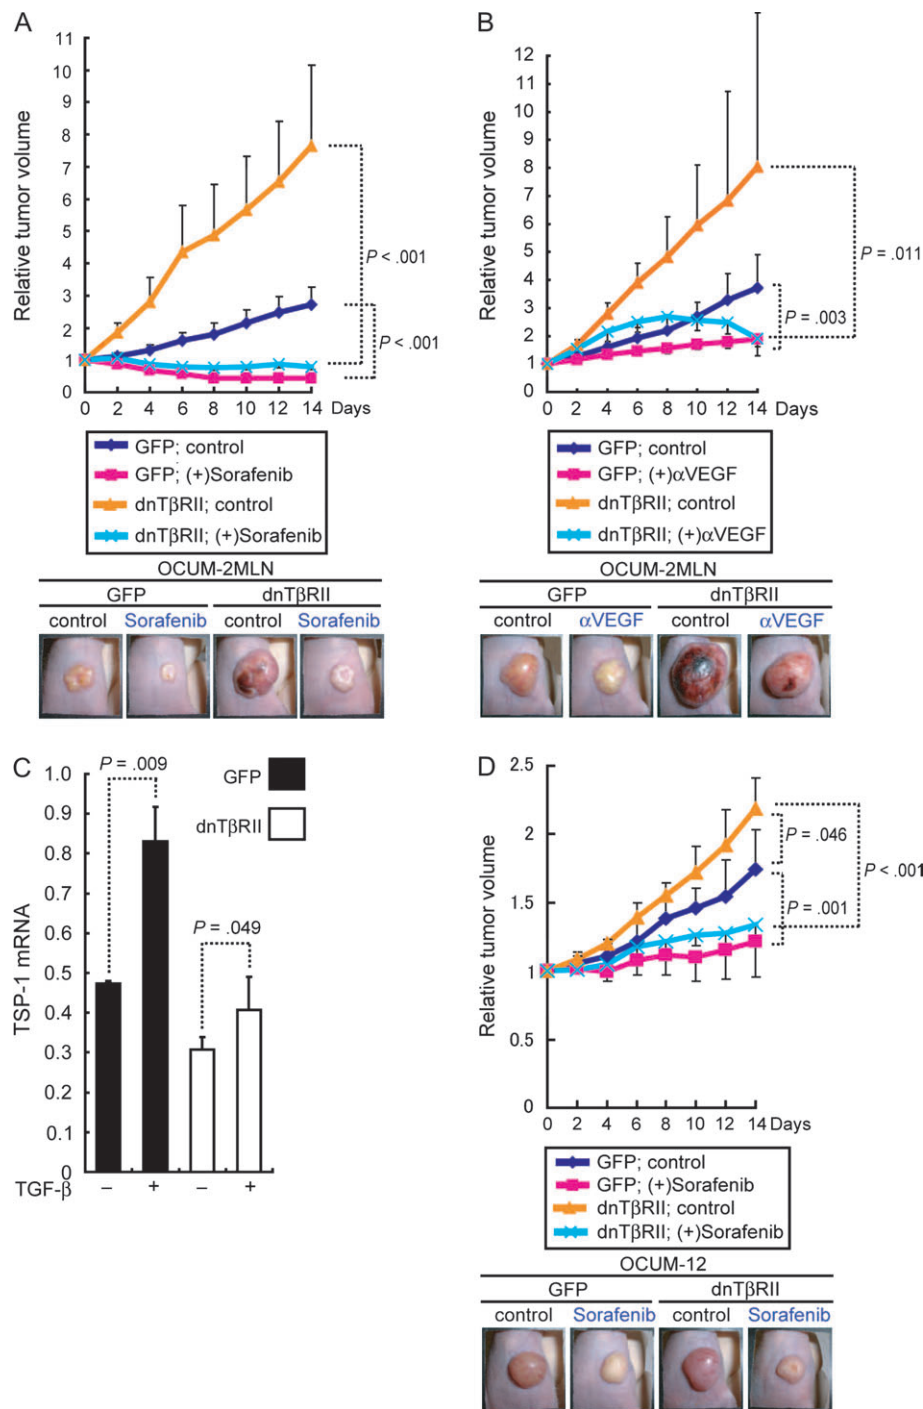 A
Relative tumor volume
11
10
9
8
7
6
5
4
3
2
1
0
0 2 4 6 8 10 12 14 Days
P < .001
P < .001
GFP; control
GFP; (+)Sorafenib
dnTβRII; control
dnTβRII; (+)Sorafenib
OCUM-2MLN
GFP dnTβRII
control Sorafenib control Sorafenib
B
Relative tumor volume
12
11
10
9
8
7
6
5
4
3
2
1
0
0 2 4 6 8 10 12 14 Days
P = .011
P = .003
GFP; control
GFP; (+)αVEGF
dnTβRII; control
dnTβRII; (+)αVEGF
OCUM-2MLN
GFP dnTβRII
control αVEGF control αVEGF
C
TSP-1 mRNA
1.0
0.9
0.8
0.7
0.6
0.5
0.4
0.3
0.2
0.1
0
P = .009
GFP
dnTβRII
P = .049
TGF-β – + – +
D
Relative tumor volume
2.5
2
1.5
1
0.5
0
0 2 4 6 8 10 12 14 Days
P = .046
P < .001
P = .001
GFP; control
GFP; (+)Sorafenib
dnTβRII; control
dnTβRII; (+)Sorafenib
OCUM-12
GFP dnTβRII
control Sorafenib control Sorafenib